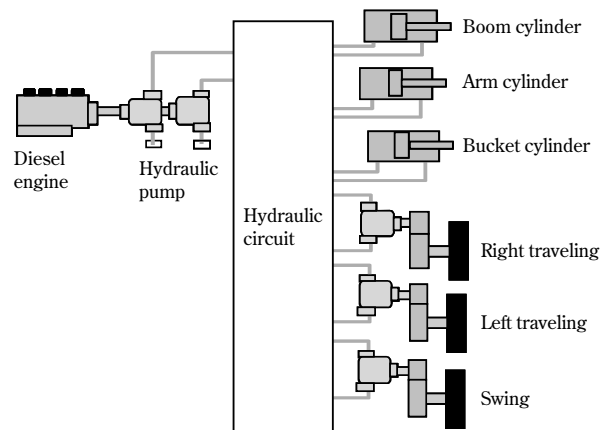 Boom cylinder
Arm cylinder
Diesel
engine
Hydraulic
pump
Bucket cylinder
Hydraulic
circuit
Right traveling
Left traveling
Swing